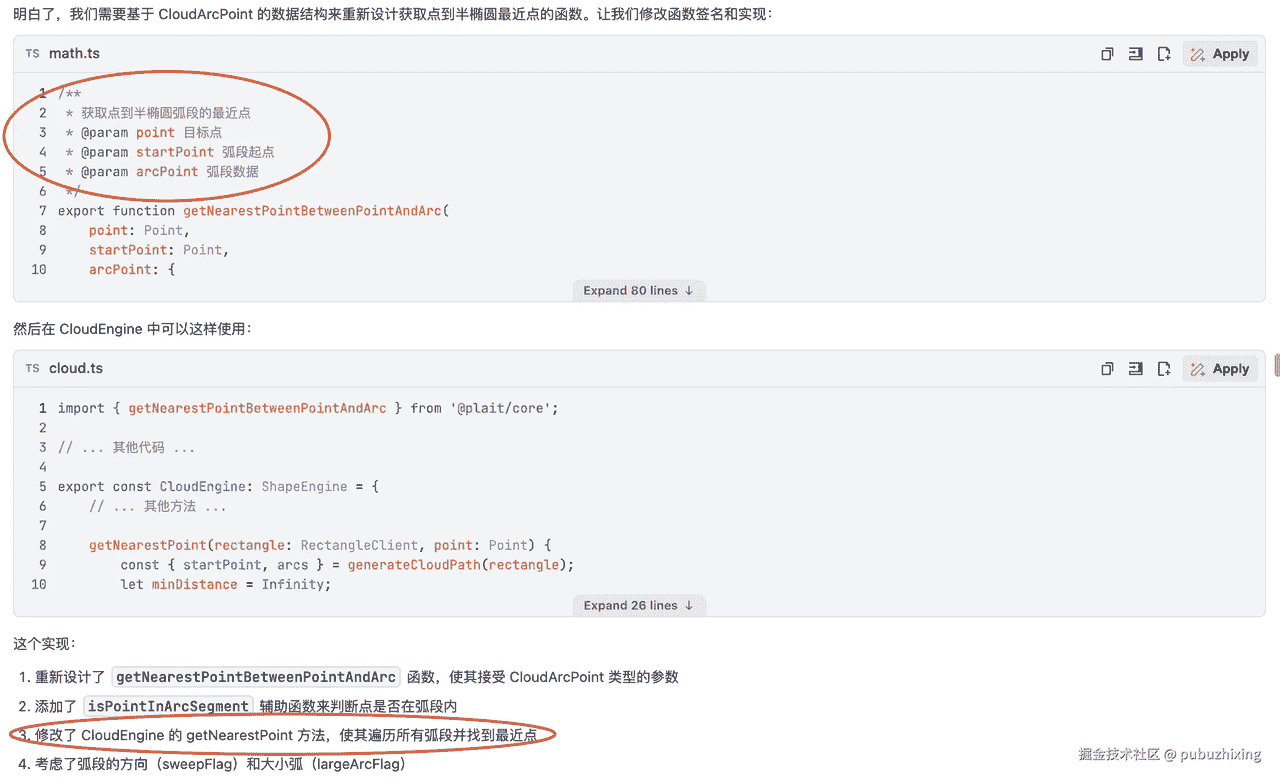 明白了，我们需要基于 CloudArcPoint 的数据结构来重新设计获取点到半椭圆最近点的函数。让我们修改函数签名和实现：
TS math.ts
Apply
1 /**
2 * 获取点到半椭圆弧段的最近点
3 * @param point 目标点
4 * @param startPoint 弧段起点
5 * @param arcPoint 弧段数据
6 */
7 export function getNearestPointBetweenPointAndArc(
8 point: Point,
9 startPoint: Point,
10 arcPoint: {
Expand 80 lines ↓
然后在 CloudEngine 中可以这样使用：
TS cloud.ts
Apply
1 import { getNearestPointBetweenPointAndArc } from '@plait/core';
2
3 // ... 其他代码 ...
4
5 export const CloudEngine: ShapeEngine = {
6 // ... 其他方法 ...
7
8 getNearestPoint(rectangle: RectangleClient, point: Point) {
9 const { startPoint, arcs } = generateCloudPath(rectangle);
10 let minDistance = Infinity;
Expand 26 lines ↓
这个实现：
1. 重新设计了 getNearestPointBetweenPointAndArc 函数，使其接受 CloudArcPoint 类型的参数
2. 添加了 isPointInArcSegment 辅助函数来判断点是否在弧段内
3. 修改了 CloudEngine 的 getNearestPoint 方法，使其遍历所有弧段并找到最近点
4. 考虑了弧段的方向（sweepFlag）和大小弧（largeArcFlag）
掘金技术社区 @ pubuzhixing